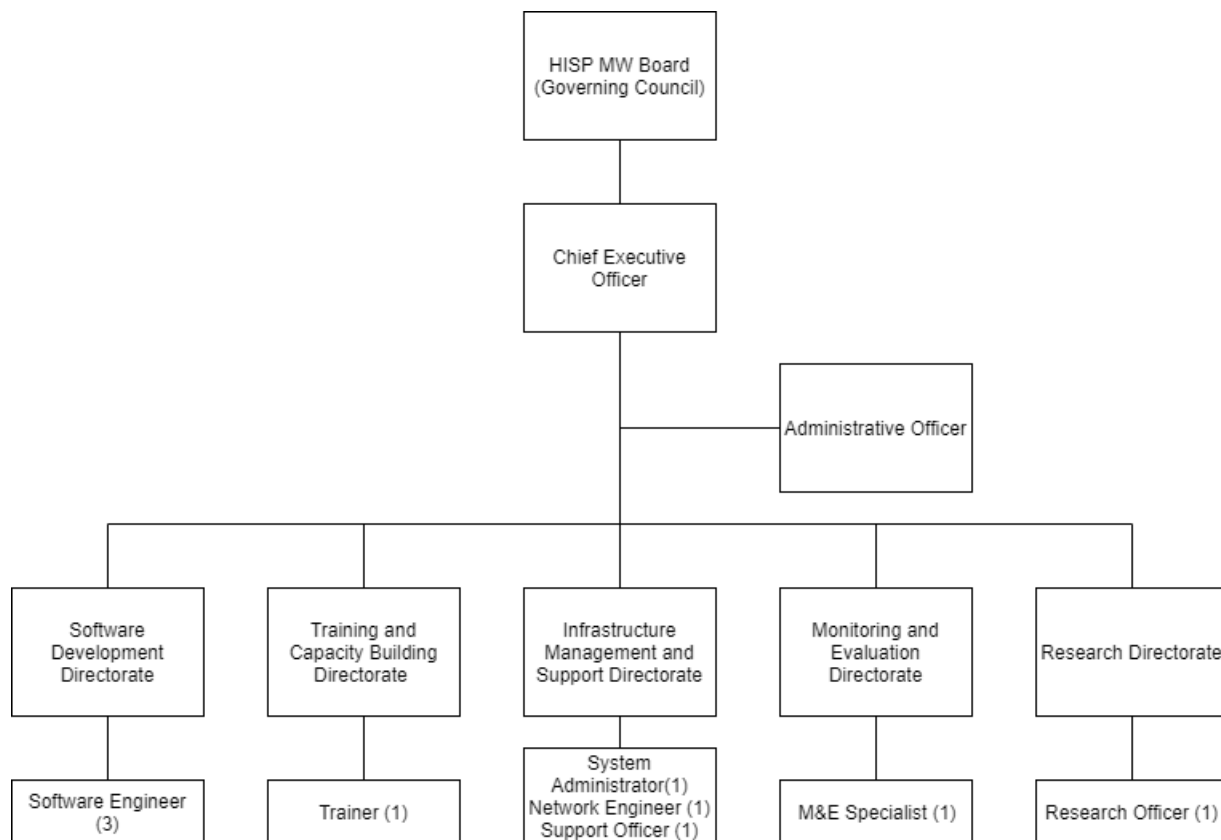 HISP MW Board
(Governing Council)
Chief Executive
Officer
Administrative Officer
Software
Development
Directorate
Training and
Capacity Building
Directorate
Infrastructure
Management and
Support Directorate
Monitoring and
Evaluation
Directorate
Research Directorate
Software Engineer
(3)
Trainer (1)
System
Administrator(1)
Network Engineer (1)
Support Officer (1)
M&E Specialist (1)
Research Officer (1)